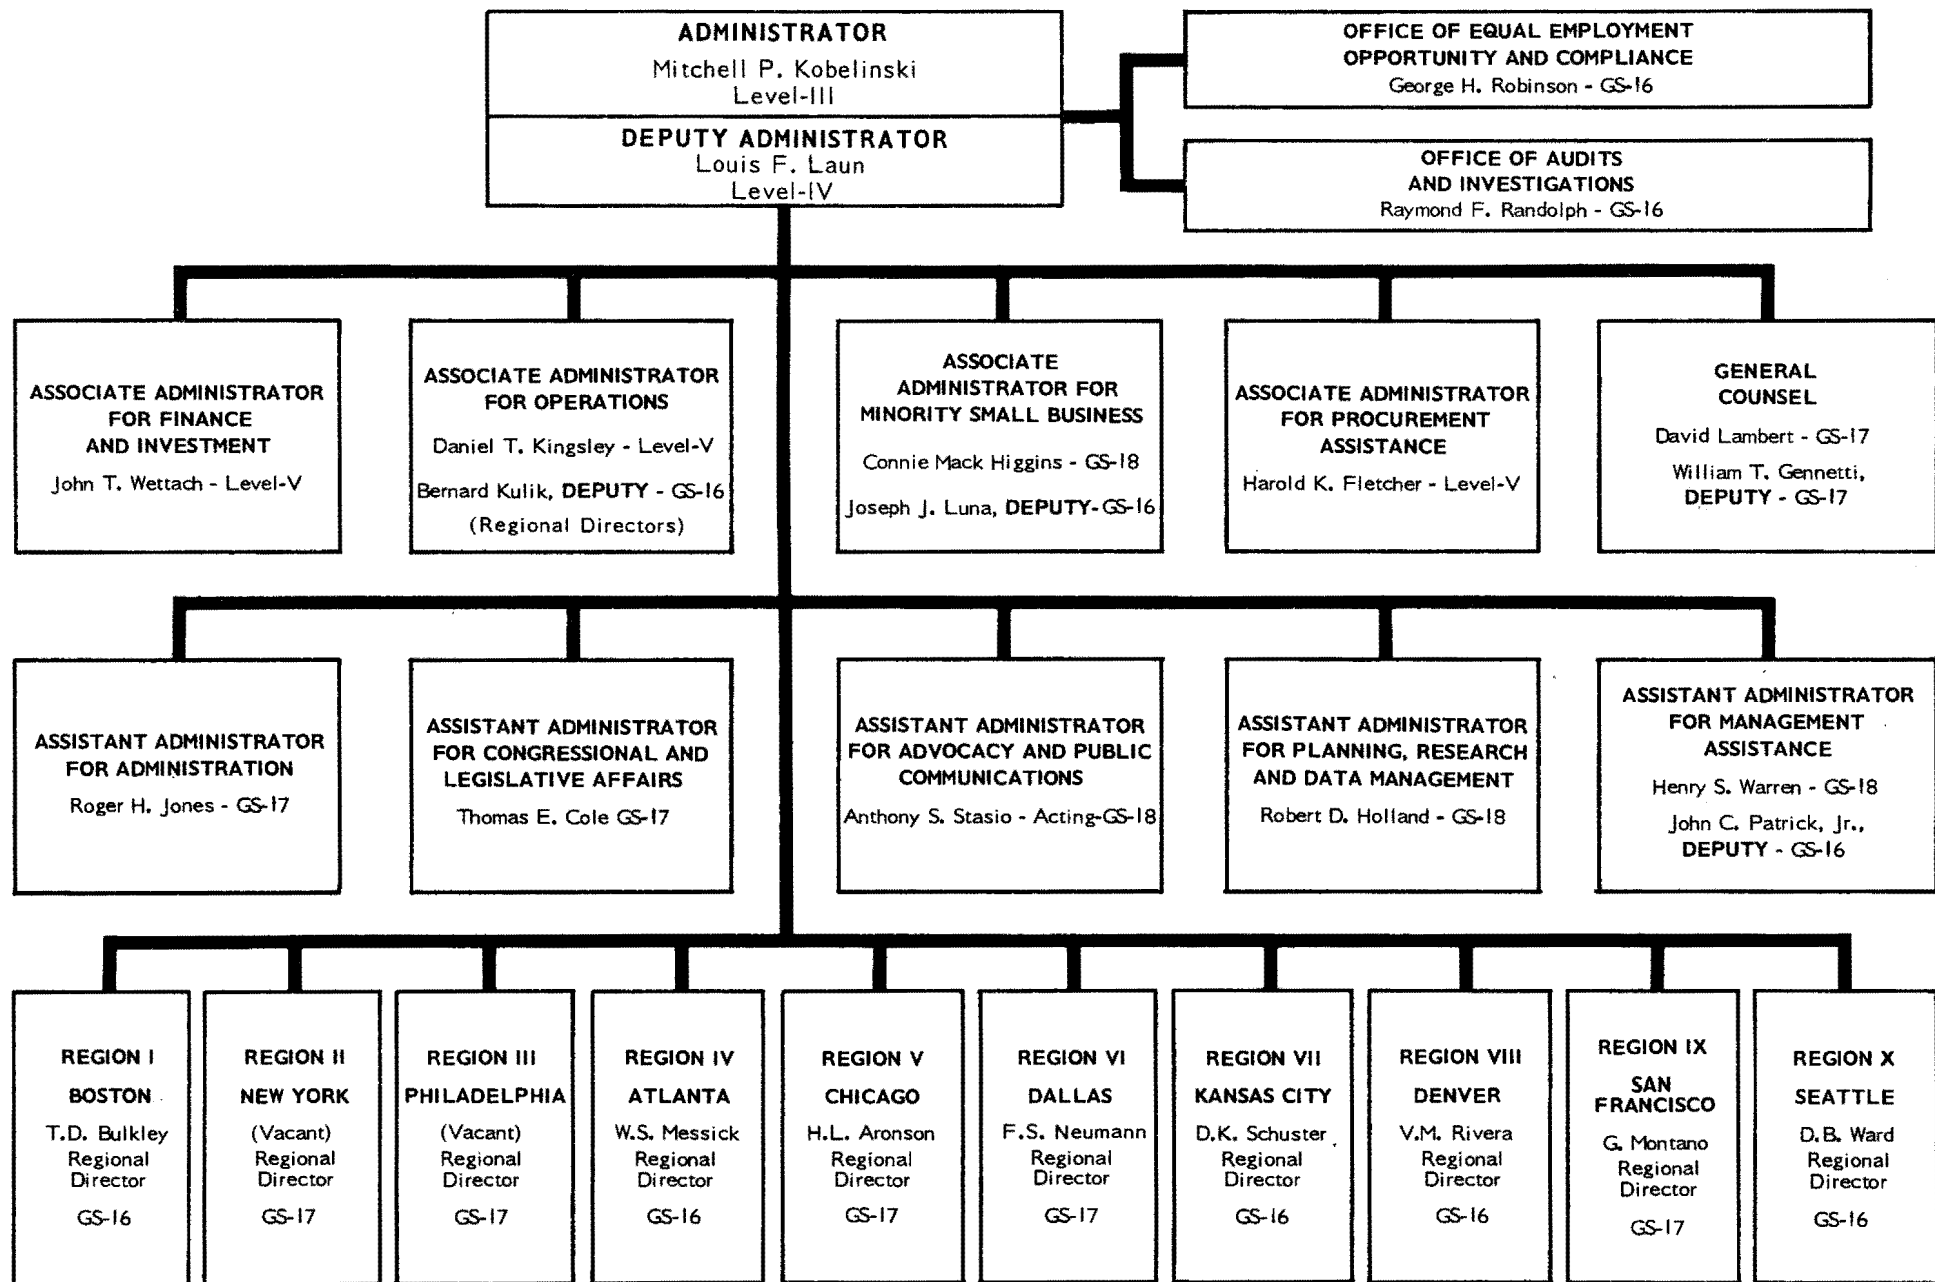 ADMINISTRATOR
Mitchell P. Kobelinski
Level-III
DEPUTY ADMINISTRATOR
Louis F. Laun
Level-IV
OFFICE OF EQUAL EMPLOYMENT
OPPORTUNITY AND COMPLIANCE
George H. Robinson - GS-16
OFFICE OF AUDITS
AND INVESTIGATIONS
Raymond F. Randolph - GS-16
ASSOCIATE ADMINISTRATOR
FOR FINANCE
AND INVESTMENT
John T. Wettach - Level-V
ASSOCIATE ADMINISTRATOR
FOR OPERATIONS
Daniel T. Kingsley - Level-V
Bernard Kulik, DEPUTY - GS-16
(Regional Directors)
ASSOCIATE
ADMINISTRATOR FOR
MINORITY SMALL BUSINESS
Connie Mack Higgins - GS-18
Joseph J. Luna, DEPUTY- GS-16
ASSOCIATE ADMINISTRATOR
FOR PROCUREMENT
ASSISTANCE
Harold K. Fletcher - Level-V
GENERAL
COUNSEL
David Lambert - GS-17
William T. Gennetti,
DEPUTY - GS-17
ASSISTANT ADMINISTRATOR
FOR ADMINISTRATION
Roger H. Jones - GS-17
ASSISTANT ADMINISTRATOR
FOR CONGRESSIONAL AND
LEGISLATIVE AFFAIRS
Thomas E. Cole GS-17
ASSISTANT ADMINISTRATOR
FOR ADVOCACY AND PUBLIC
COMMUNICATIONS
Anthony S. Stasio - Acting-GS-18
ASSISTANT ADMINISTRATOR
FOR PLANNING, RESEARCH
AND DATA MANAGEMENT
Robert D. Holland - GS-18
ASSISTANT ADMINISTRATOR
FOR MANAGEMENT
ASSISTANCE
Henry S. Warren - GS-18
John C. Patrick, Jr.,
DEPUTY - GS-16
REGION I
BOSTON
T.D. Bulkley
Regional
Director
GS-16
REGION II
NEW YORK
(Vacant)
Regional
Director
GS-17
REGION III
PHILADELPHIA
(Vacant)
Regional
Director
GS-17
REGION IV
ATLANTA
W.S. Messick
Regional
Director
GS-16
REGION V
CHICAGO
H.L. Aronson
Regional
Director
GS-17
REGION VI
DALLAS
F.S. Neumann
Regional
Director
GS-17
REGION VII
KANSAS CITY
D.K. Schuster
Regional
Director
GS-16
REGION VIII
DENVER
V.M. Rivera
Regional
Director
GS-16
REGION IX
SAN
FRANCISCO
G. Montano
Regional
Director
GS-17
REGION X
SEATTLE
D.B. Ward
Regional
Director
GS-16